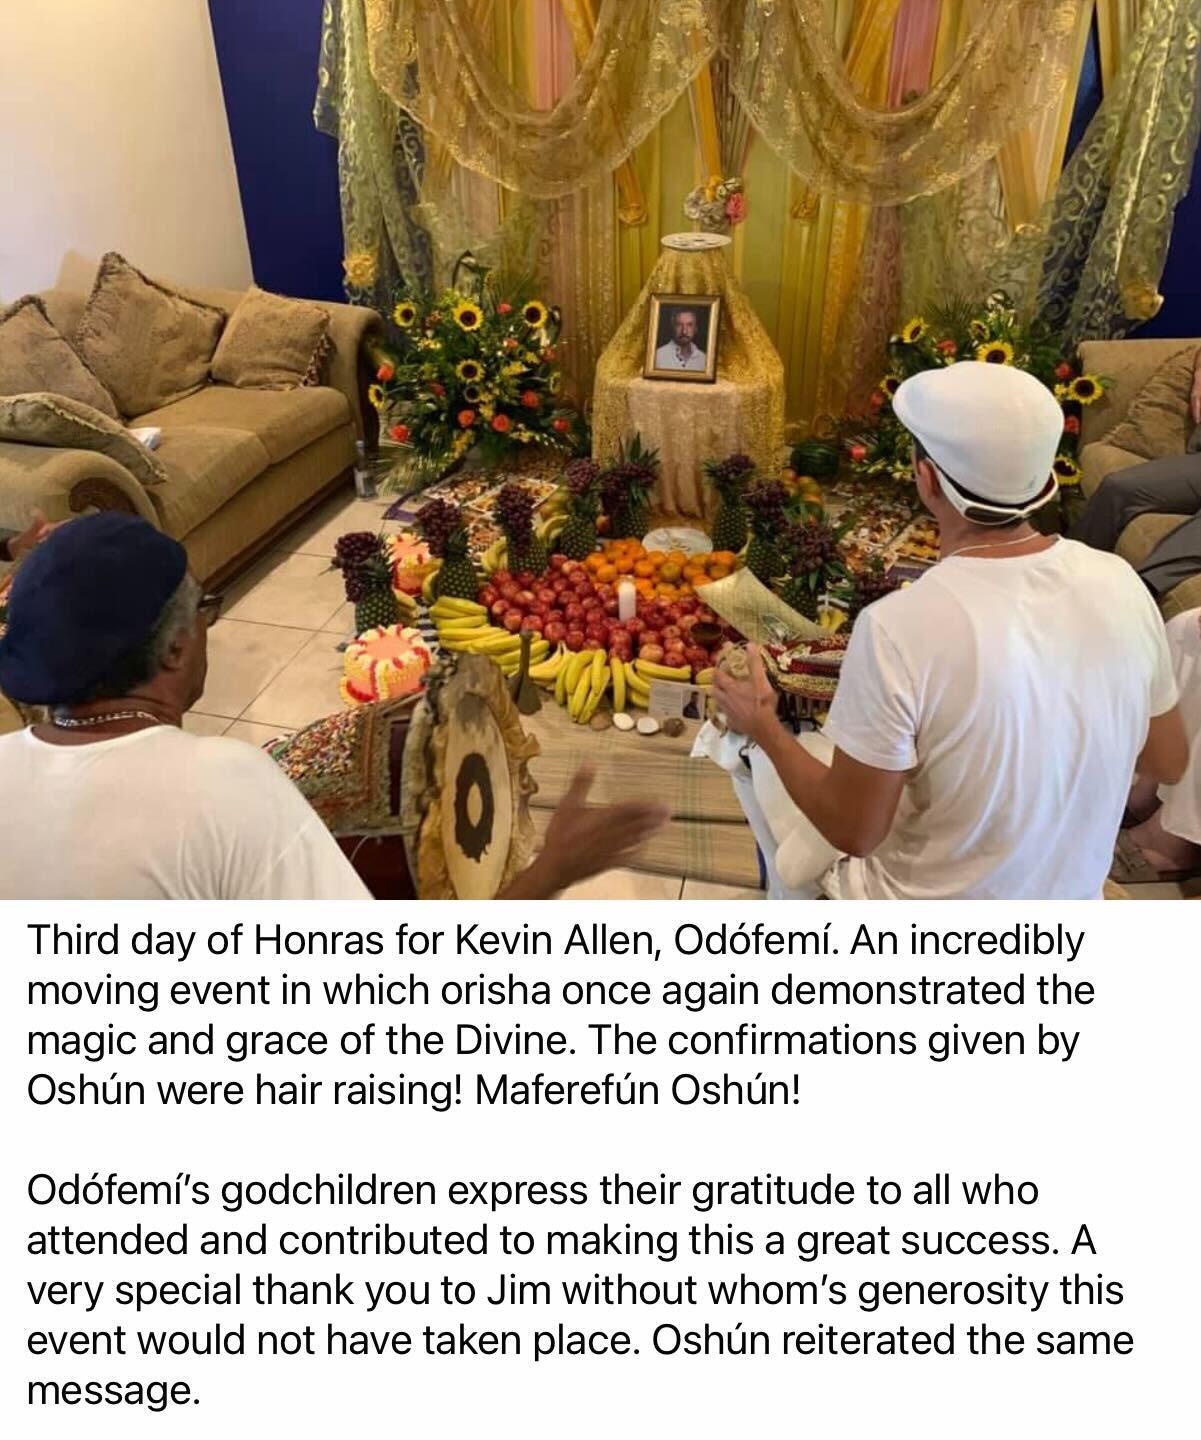 Third day of Honras for Kevin Allen, Odófemí. An incredibly
moving event in which orisha once again demonstrated the
magic and grace of the Divine. The confirmations given by
Oshún were hair raising! Maferefún Oshún!
Odófemí’s godchildren express their gratitude to all who
attended and contributed to making this a great success. A
very special thank you to Jim without whom’s generosity this
event would not have taken place. Oshún reiterated the same
message.